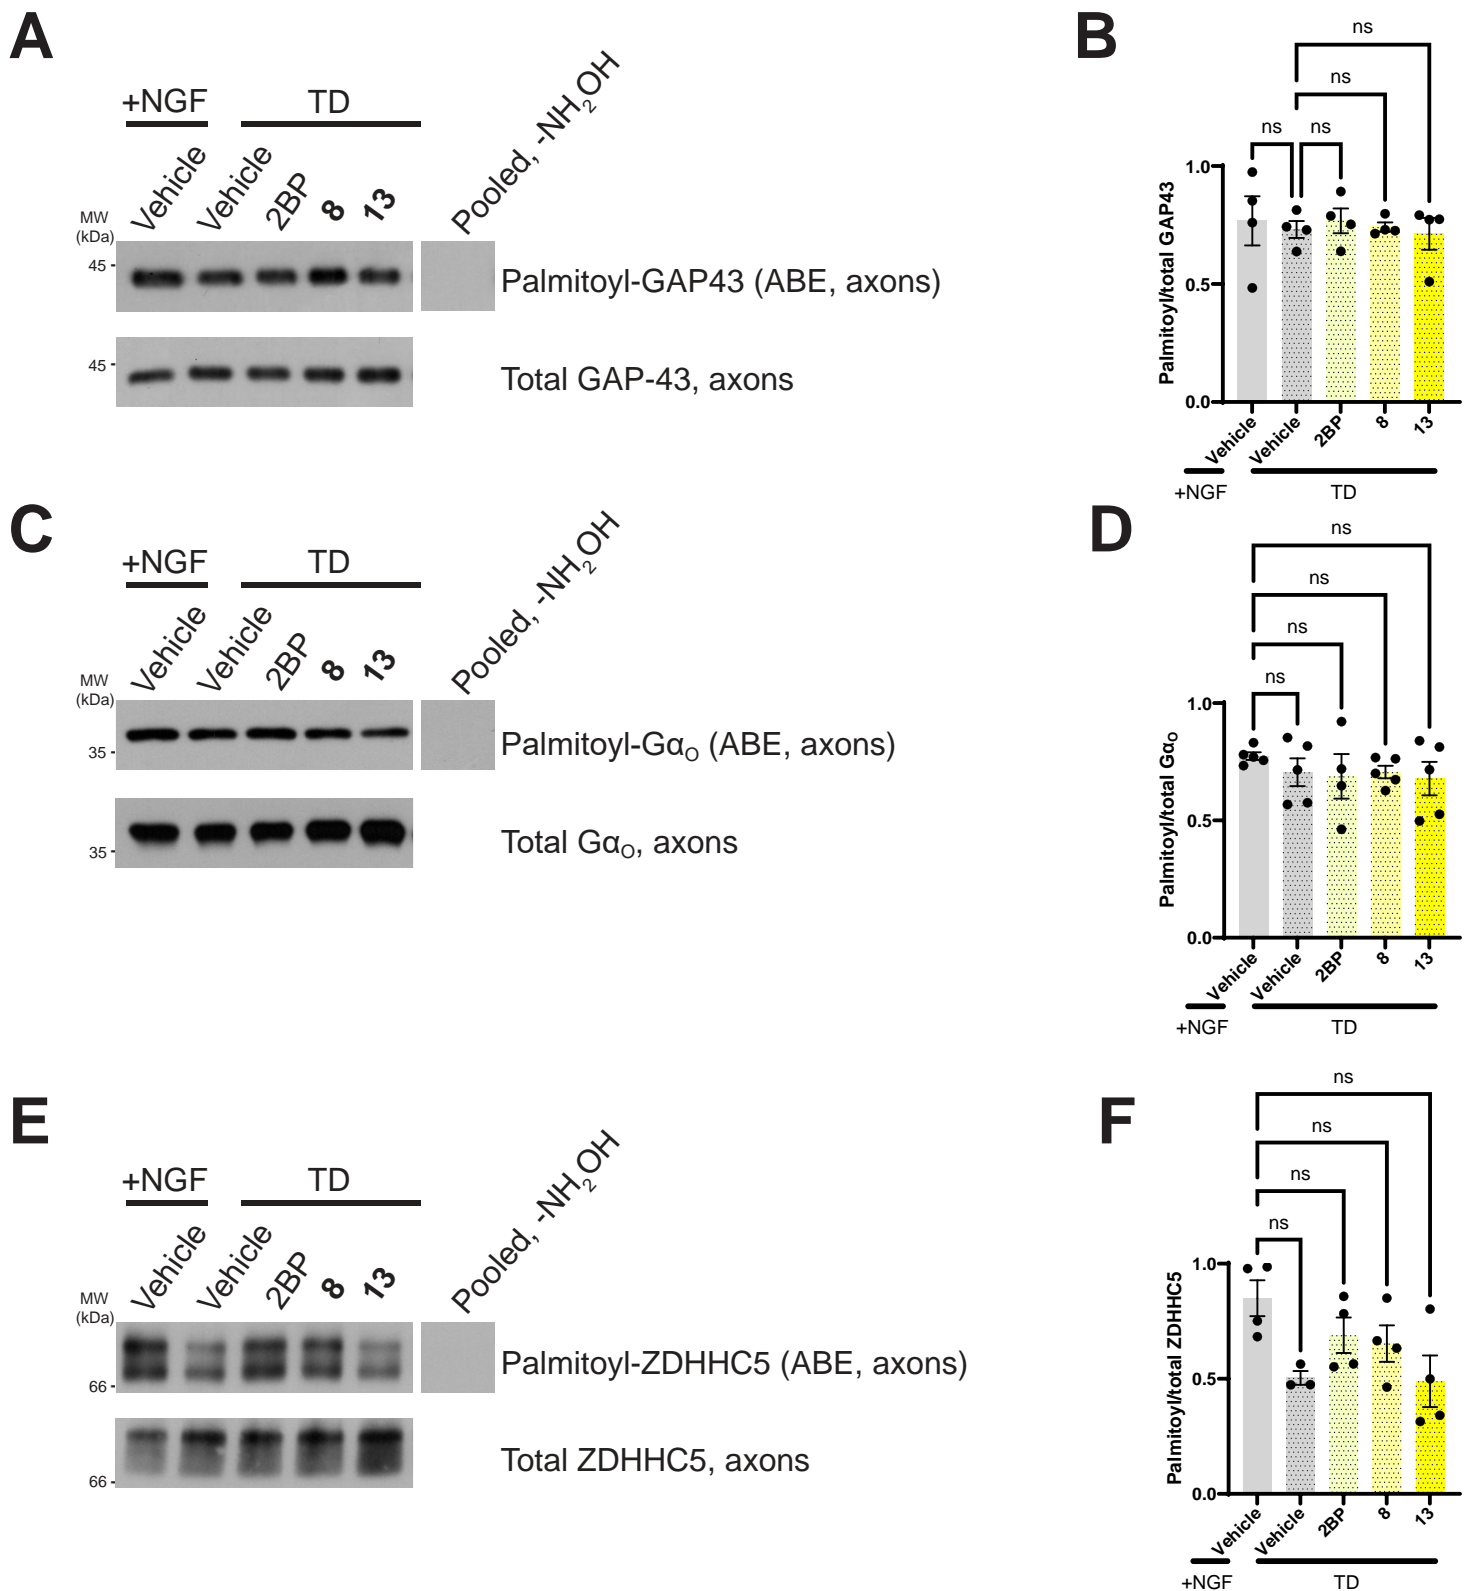 A
+NGF
TD
Vehicle
Vehicle
2BP
8
13
Pooled, -NH2OH
MW
(kDa)
45
Palmitoyl-GAP43 (ABE, axons)
45
Total GAP-43, axons
B
ns
ns
ns
ns
Palmitoyl/total GAP43
1.0
0.5
0.0
Vehicle
Vehicle
2BP
8
13
+NGF
TD
C
+NGF
TD
Vehicle
Vehicle
2BP
8
13
Pooled, -NH2OH
MW
(kDa)
35
Palmitoyl-GαO (ABE, axons)
35
Total GαO, axons
D
ns
ns
ns
ns
Palmitoyl/total GαO
1.0
0.5
0.0
Vehicle
Vehicle
2BP
8
13
+NGF
TD
E
+NGF
TD
Vehicle
Vehicle
2BP
8
13
Pooled, -NH2OH
MW
(kDa)
66
Palmitoyl-ZDHHC5 (ABE, axons)
66
Total ZDHHC5, axons
F
ns
ns
ns
ns
Palmitoyl/total ZDHHC5
1.0
0.5
0.0
Vehicle
Vehicle
2BP
8
13
+NGF
TD